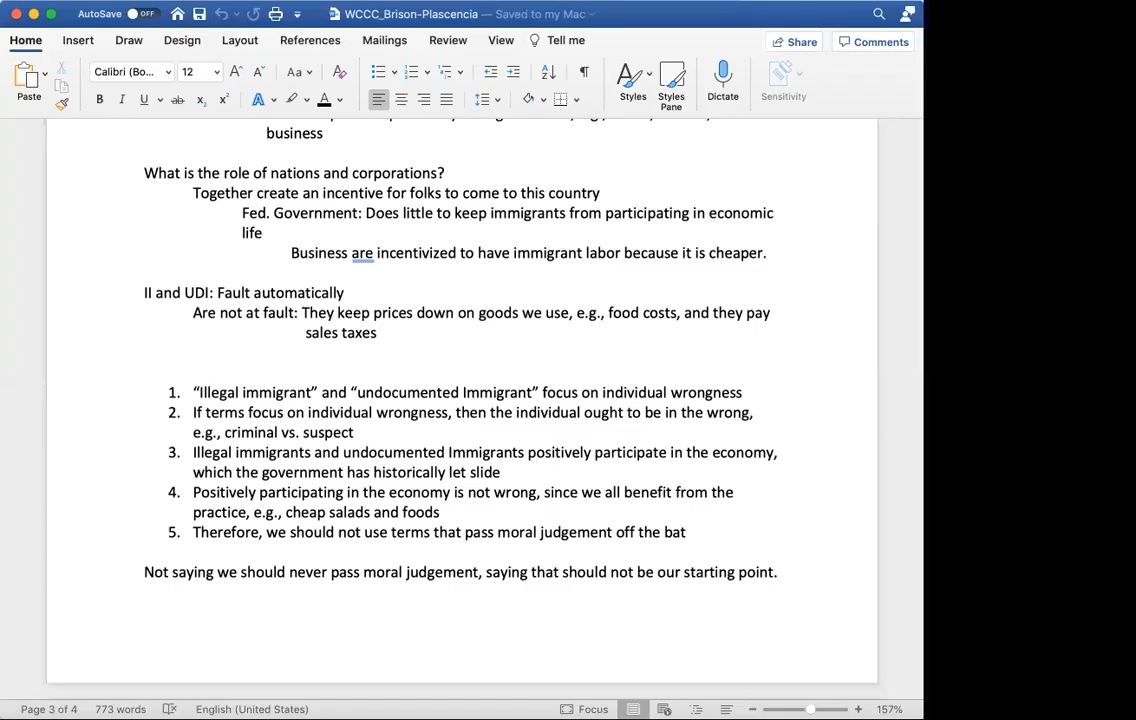 AutoSave OFF WCCC_Brison-Plascencia — Saved to my Mac
Home Insert Draw Design Layout References Mailings Review View Tell me Share Comments
Calibri (Bo... 12 Aa
Paste B I U ab x2 x2 A A Styles Styles Pane Dictate Sensitivity
business
What is the role of nations and corporations?
Together create an incentive for folks to come to this country
Fed. Government: Does little to keep immigrants from participating in economic
life
Business are incentivized to have immigrant labor because it is cheaper.
II and UDI: Fault automatically
Are not at fault: They keep prices down on goods we use, e.g., food costs, and they pay
sales taxes
1. “Illegal immigrant” and “undocumented Immigrant” focus on individual wrongness
2. If terms focus on individual wrongness, then the individual ought to be in the wrong,
e.g., criminal vs. suspect
3. Illegal immigrants and undocumented Immigrants positively participate in the economy,
which the government has historically let slide
4. Positively participating in the economy is not wrong, since we all benefit from the
practice, e.g., cheap salads and foods
5. Therefore, we should not use terms that pass moral judgement off the bat
Not saying we should never pass moral judgement, saying that should not be our starting point.
Page 3 of 4 773 words English (United States) Focus 157%